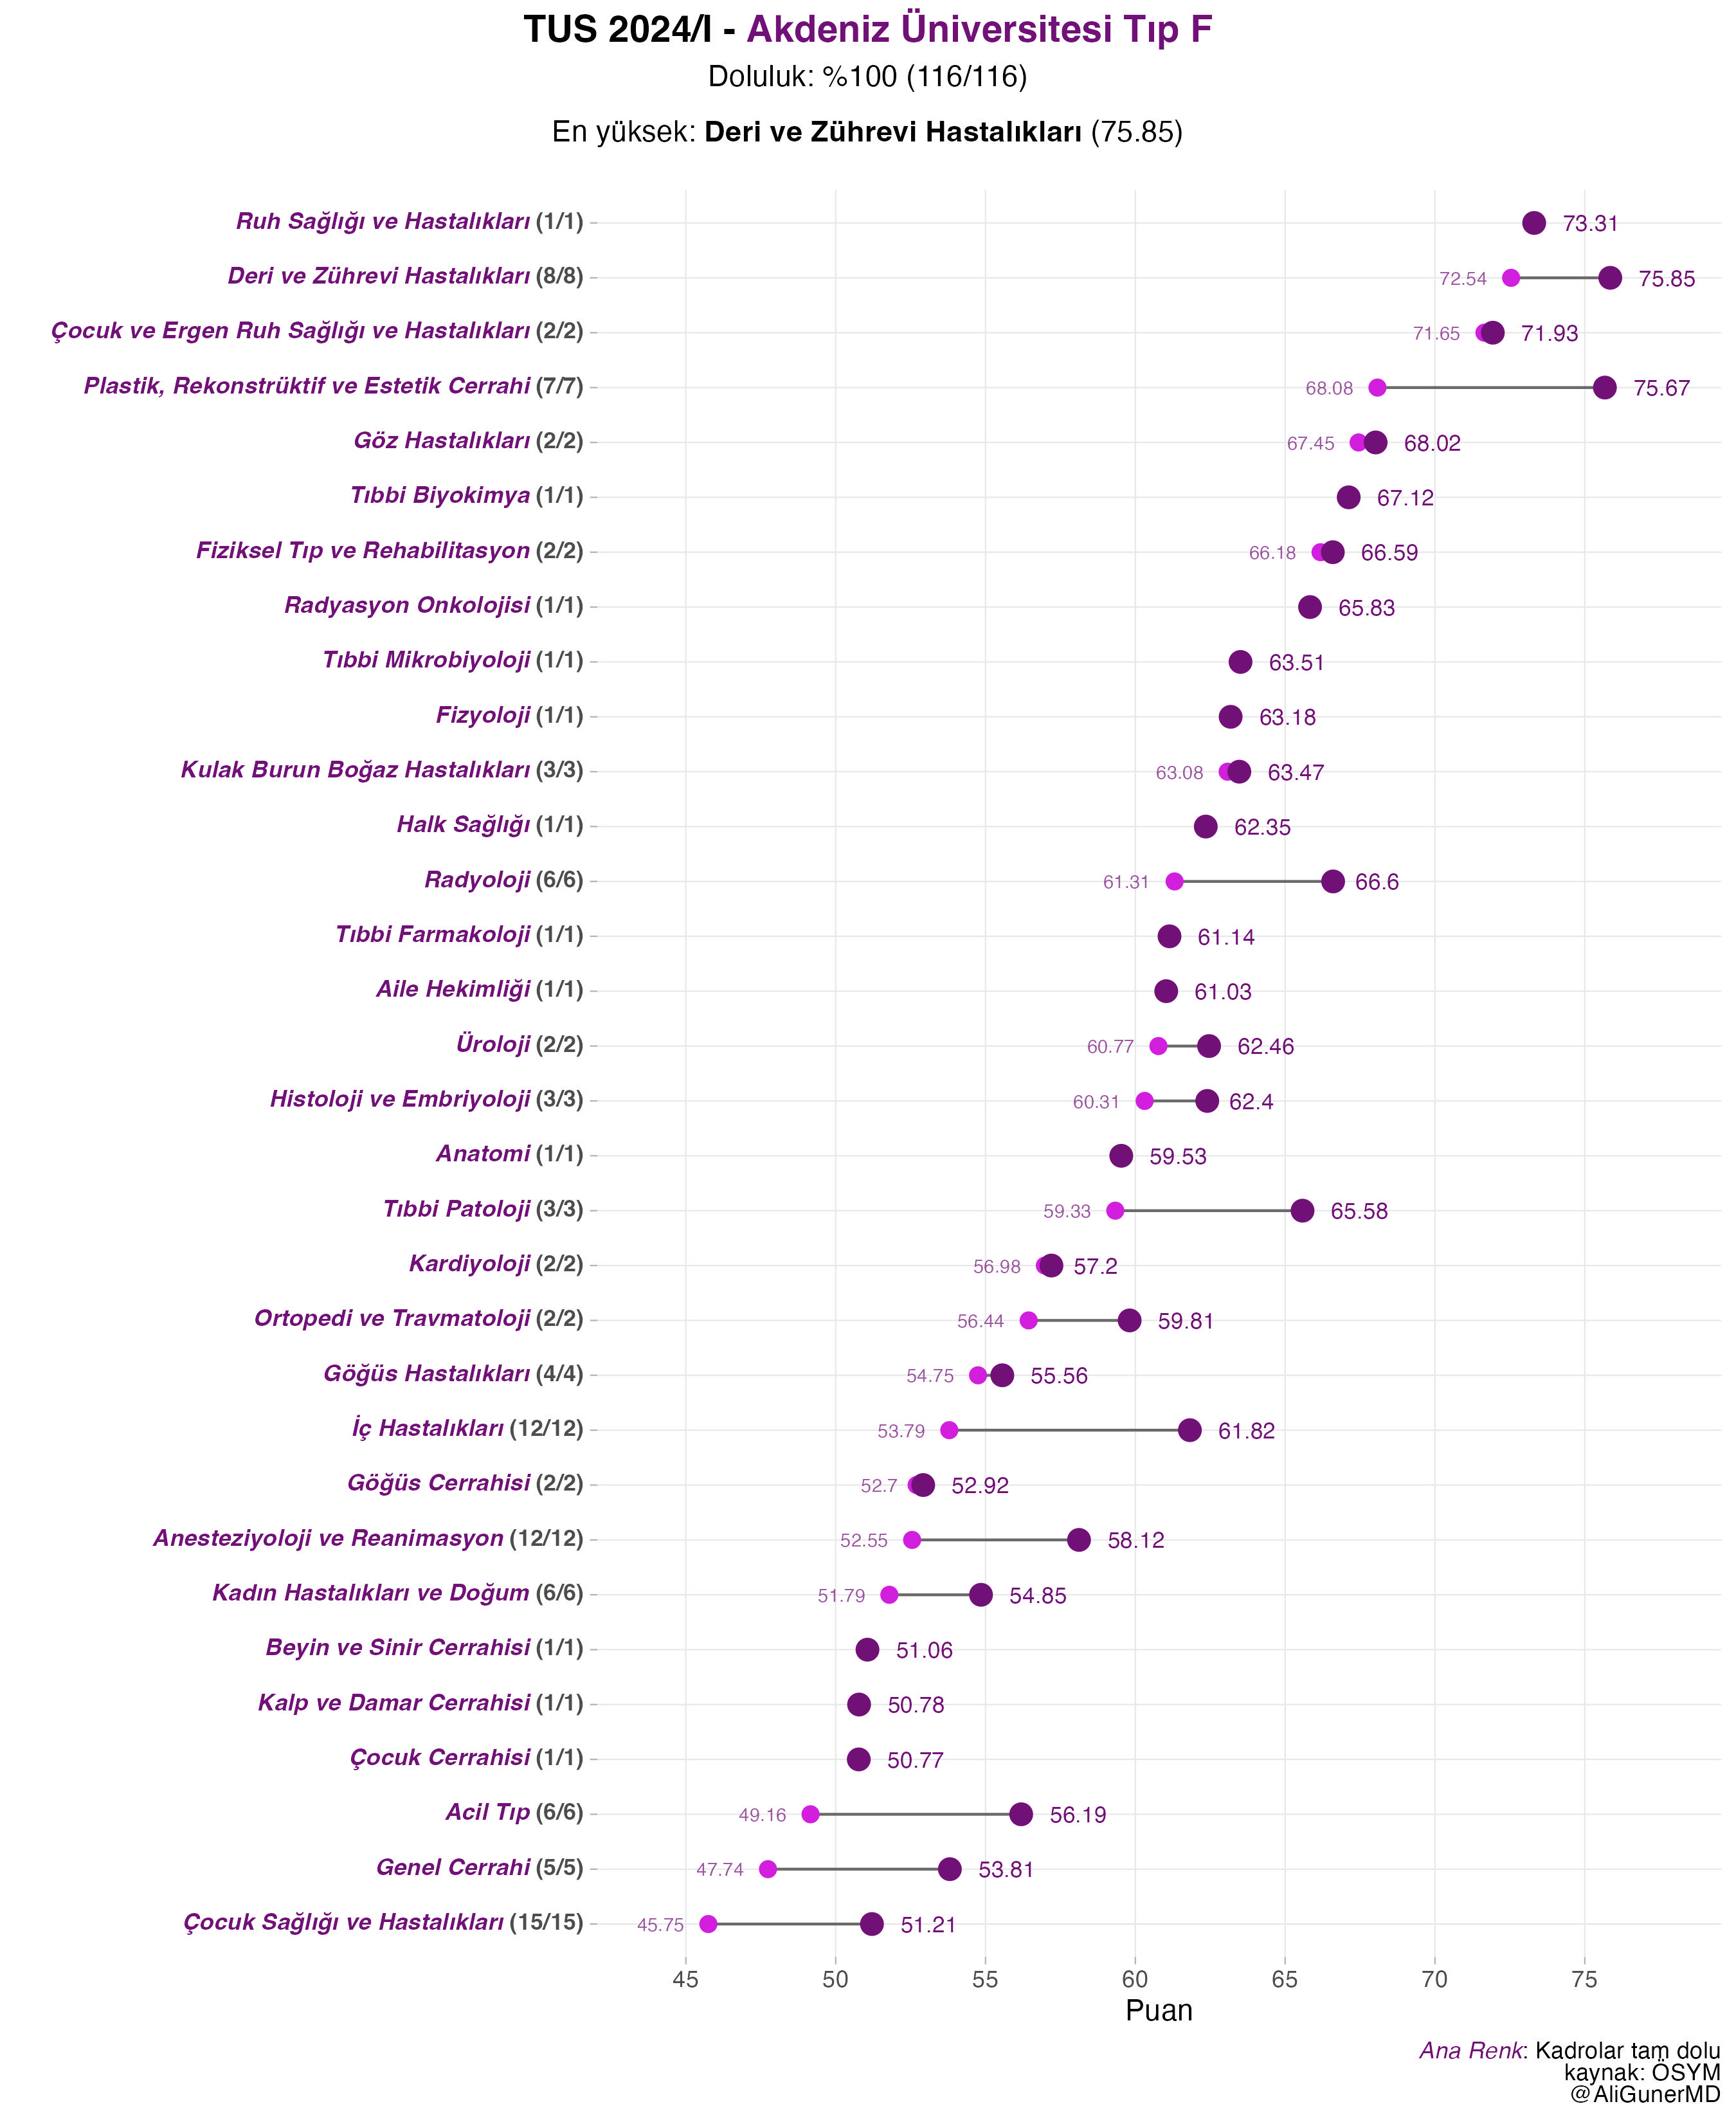 TUS 2024/I - Akdeniz Üniversitesi Tıp F
Doluluk: %100 (116/116)
En yüksek: Deri ve Zührevi Hastalıkları (75.85)
Ruh Sağlığı ve Hastalıkları (1/1) 73.31
Deri ve Zührevi Hastalıkları (8/8) 72.54 75.85
Çocuk ve Ergen Ruh Sağlığı ve Hastalıkları (2/2) 71.65 71.93
Plastik, Rekonstrüktif ve Estetik Cerrahi (7/7) 68.08 75.67
Göz Hastalıkları (2/2) 67.45 68.02
Tıbbi Biyokimya (1/1) 67.12
Fiziksel Tıp ve Rehabilitasyon (2/2) 66.18 66.59
Radyasyon Onkolojisi (1/1) 65.83
Tıbbi Mikrobiyoloji (1/1) 63.51
Fizyoloji (1/1) 63.18
Kulak Burun Boğaz Hastalıkları (3/3) 63.08 63.47
Halk Sağlığı (1/1) 62.35
Radyoloji (6/6) 61.31 66.6
Tıbbi Farmakoloji (1/1) 61.14
Aile Hekimliği (1/1) 61.03
Üroloji (2/2) 60.77 62.46
Histoloji ve Embriyoloji (3/3) 60.31 62.4
Anatomi (1/1) 59.53
Tıbbi Patoloji (3/3) 59.33 65.58
Kardiyoloji (2/2) 56.98 57.2
Ortopedi ve Travmatoloji (2/2) 56.44 59.81
Göğüs Hastalıkları (4/4) 54.75 55.56
İç Hastalıkları (12/12) 53.79 61.82
Göğüs Cerrahisi (2/2) 52.7 52.92
Anesteziyoloji ve Reanimasyon (12/12) 52.55 58.12
Kadın Hastalıkları ve Doğum (6/6) 51.79 54.85
Beyin ve Sinir Cerrahisi (1/1) 51.06
Kalp ve Damar Cerrahisi (1/1) 50.78
Çocuk Cerrahisi (1/1) 50.77
Acil Tıp (6/6) 49.16 56.19
Genel Cerrahi (5/5) 47.74 53.81
Çocuk Sağlığı ve Hastalıkları (15/15) 45.75 51.21
45 50 55 60 65 70 75
Puan
Ana Renk: Kadrolar tam dolu
kaynak: ÖSYM
@AliGunerMD